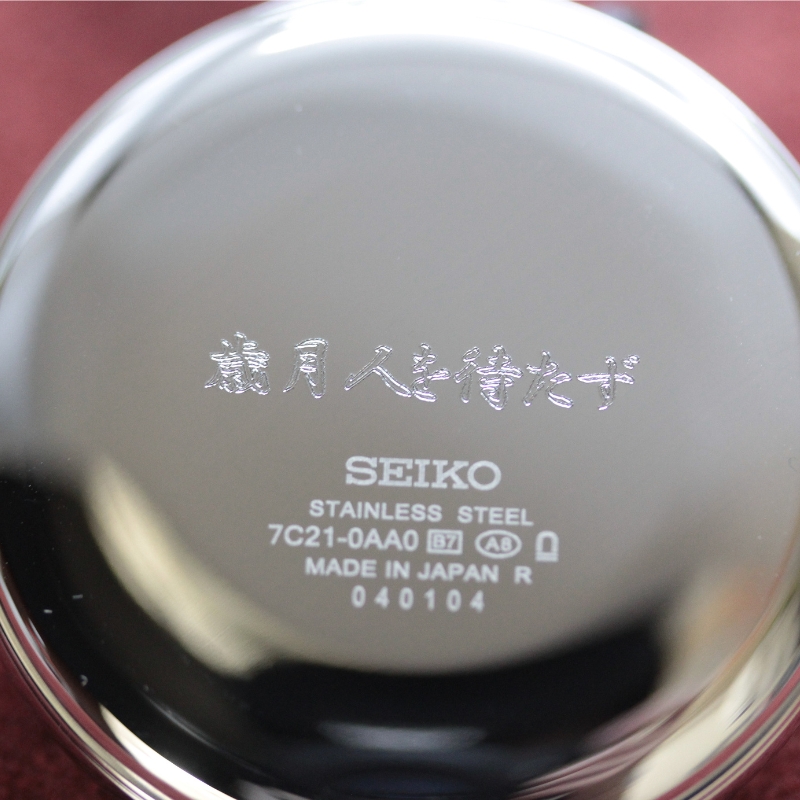 歳月人を待たず
SEIKO
STAINLESS STEEL
7C21-0AA0 B7 A8
MADE IN JAPAN R
040104